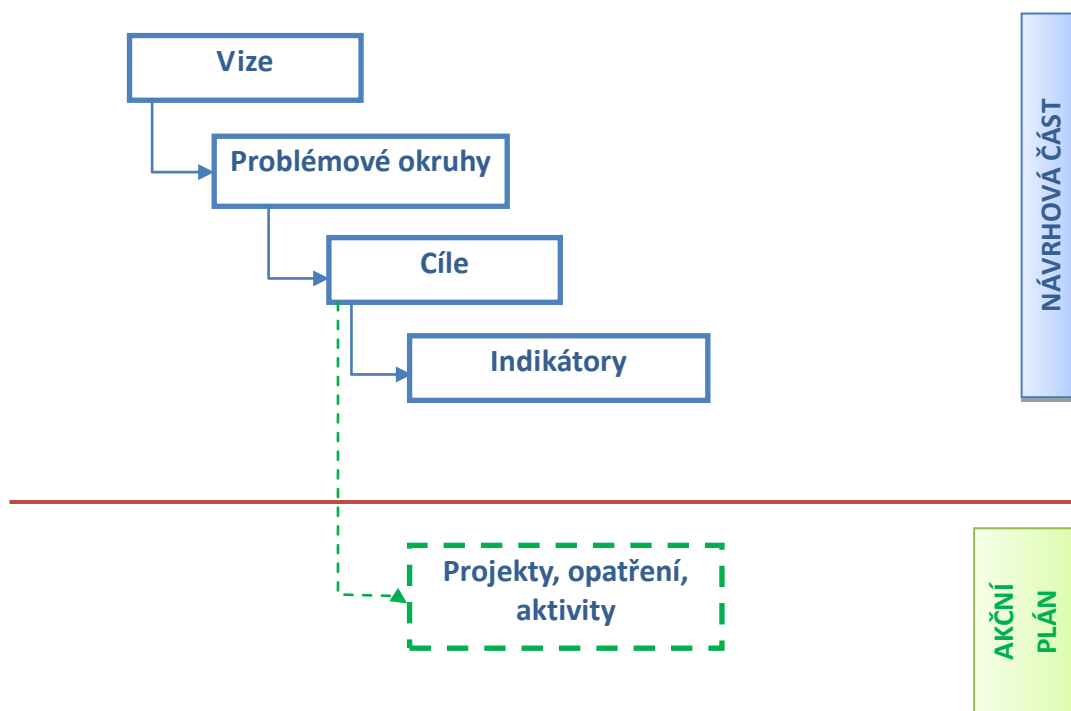 Vize
Problémové okruhy
Cíle
Indikátory
NÁVRHOVÁ ČÁST
Projekty, opatření,
aktivity
AKČNÍ
PLÁN